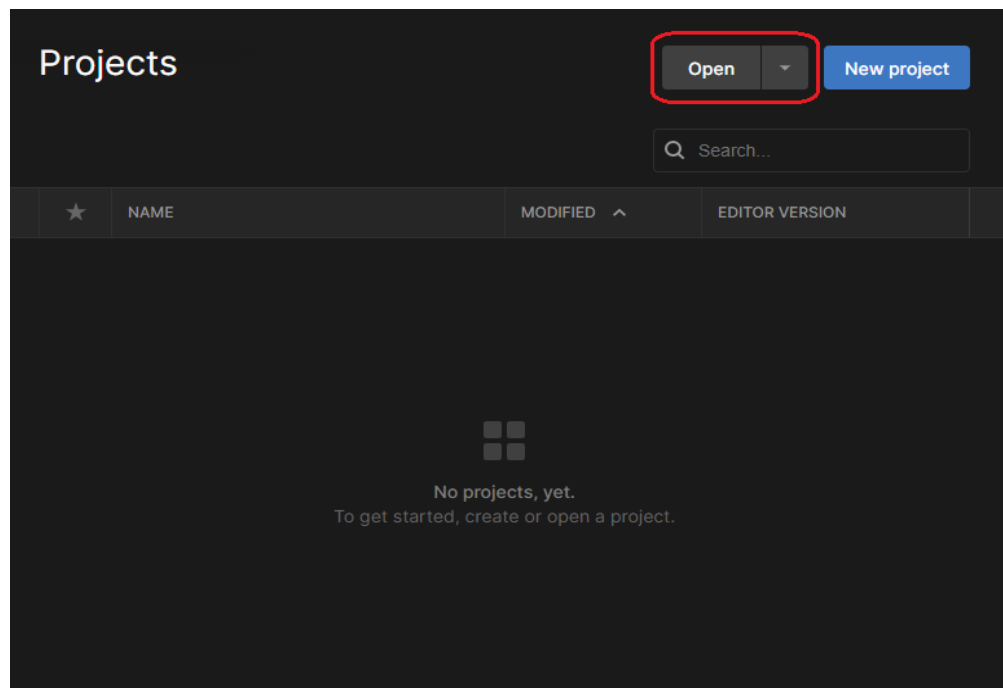 Projects
Open
New project
Search...
NAME
MODIFIED
EDITOR VERSION
No projects, yet.
To get started, create or open a project.